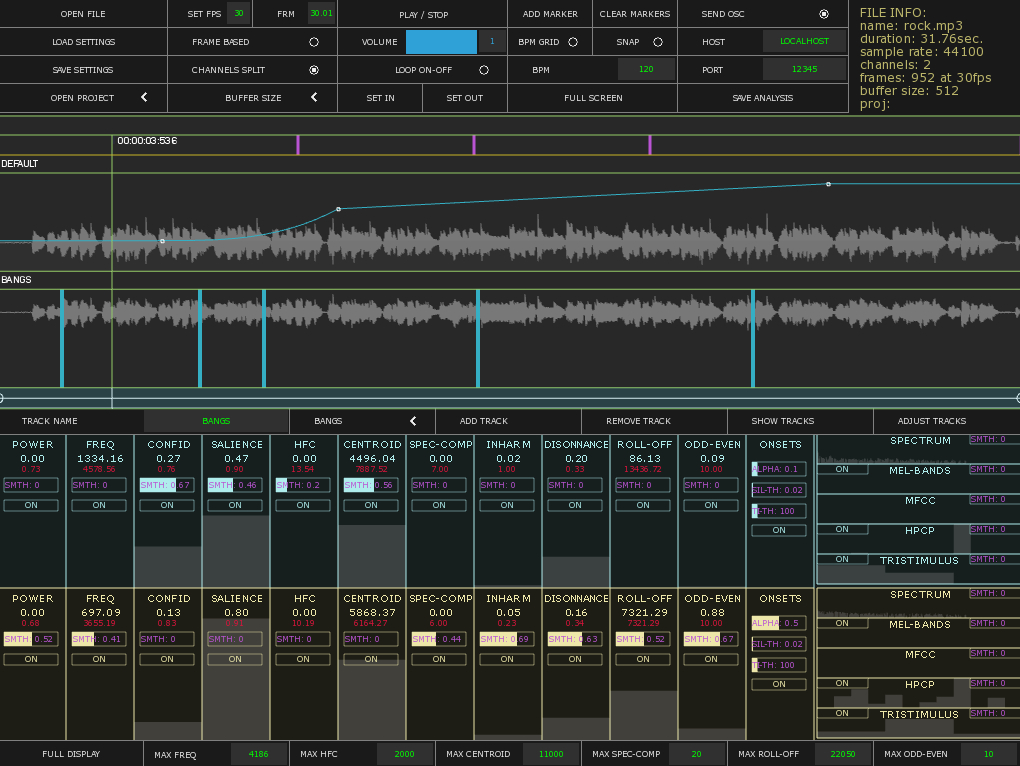 OPEN FILE SET FPS 30 FRM 30.01 PLAY / STOP ADD MARKER CLEAR MARKERS SEND OSC
LOAD SETTINGS FRAME BASED VOLUME 1 BPM GRID SNAP HOST LOCALHOST
SAVE SETTINGS CHANNELS SPLIT LOOP ON-OFF BPM 120 PORT 12345
OPEN PROJECT BUFFER SIZE SET IN SET OUT FULL SCREEN SAVE ANALYSIS
FILE INFO:
name: rock.mp3
duration: 31.76sec.
sample rate: 44100
channels: 2
frames: 952 at 30fps
buffer size: 512
proj:
00:00:03:536
DEFAULT
BANGS
TRACK NAME BANGS BANGS ADD TRACK REMOVE TRACK SHOW TRACKS ADJUST TRACKS
POWER FREQ CONFID SALIENCE HFC CENTROID SPEC-COMP INHARM DISONNANCE ROLL-OFF ODD-EVEN ONSETS
0.00 1334.16 0.27 0.47 0.00 4496.04 0.00 0.02 0.20 86.13 0.09
0.73 4578.56 0.76 0.90 13.54 7887.52 7.00 1.00 0.33 13436.72 10.00
SMTH: 0 SMTH: 0 SMTH: 0.67 SMTH: 0.46 SMTH: 0.2 SMTH: 0.56 SMTH: 0 SMTH: 0 SMTH: 0 SMTH: 0 SMTH: 0
ON ON ON ON ON ON ON ON ON ON ON
ALPHA: 0.1
SIL-TH: 0.02
TI-TH: 100
ON
SPECTRUM SMTH: 0
ON MEL-BANDS SMTH: 0
MFCC SMTH: 0
ON HPCP SMTH: 0
ON TRISTIMULUS SMTH: 0
POWER FREQ CONFID SALIENCE HFC CENTROID SPEC-COMP INHARM DISONNANCE ROLL-OFF ODD-EVEN ONSETS
0.00 697.09 0.13 0.80 0.00 5868.37 0.00 0.05 0.16 7321.29 0.88
0.68 3655.19 0.83 10.19 6164.27 6.00 0.23 0.34 7321.29 10.00
SMTH: 0.52 SMTH: 0.41 SMTH: 0 SMTH: 0 SMTH: 0 SMTH: 0 SMTH: 0.44 SMTH: 0.69 SMTH: 0.63 SMTH: 0.52 SMTH: 0.67
ON ON ON ON ON ON ON ON ON ON ON
ALPHA: 0.5
SIL-TH: 0.02
TI-TH: 100
ON
SPECTRUM SMTH: 0
ON MEL-BANDS SMTH: 0
MFCC SMTH: 0
ON HPCP SMTH: 0
ON TRISTIMULUS SMTH: 0
FULL DISPLAY MAX FREQ 4186 MAX HFC 2000 MAX CENTROID 11000 MAX SPEC-COMP 20 MAX ROLL-OFF 22050 MAX ODD-EVEN 10